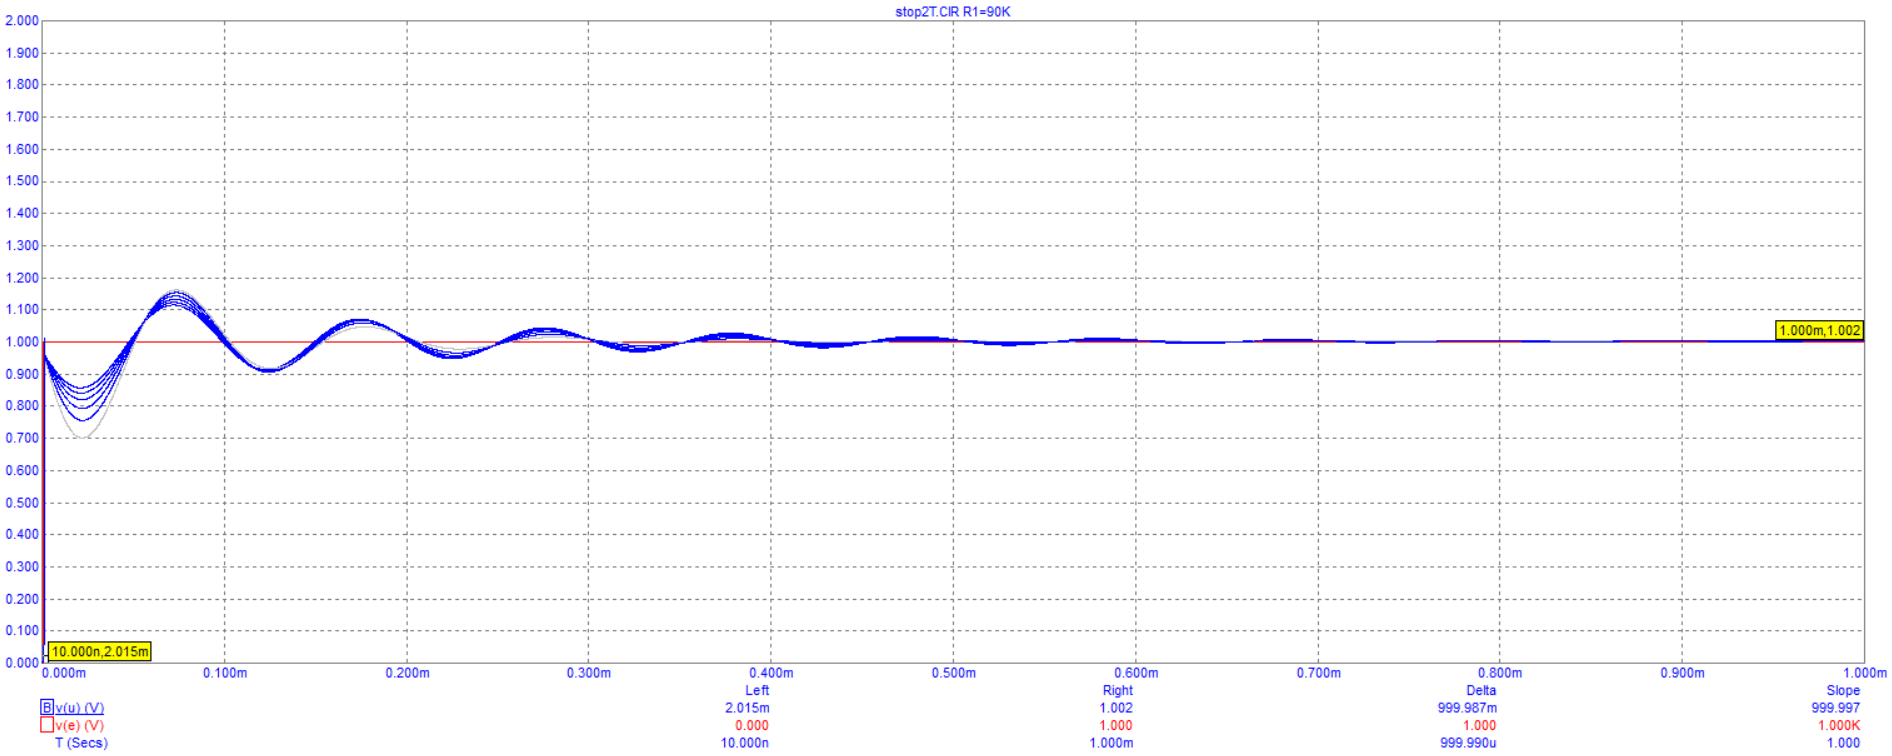 stop2T.CIR R1=90K
2.000
1.900
1.800
1.700
1.600
1.500
1.400
1.300
1.200
1.100
1.000
0.900
0.800
0.700
0.600
0.500
0.400
0.300
0.200
0.100
0.000
1.000m,1.002
10.000n,2.015m
0.000m 0.100m 0.200m 0.300m 0.400m 0.500m 0.600m 0.700m 0.800m 0.900m 1.000m
Left Right Delta Slope
B v(u) (V) 2.015m 1.002 999.987m 999.997
v(e) (V) 0.000 1.000 1.000 1.000K
T (Secs) 10.000n 1.000m 999.990u 1.000